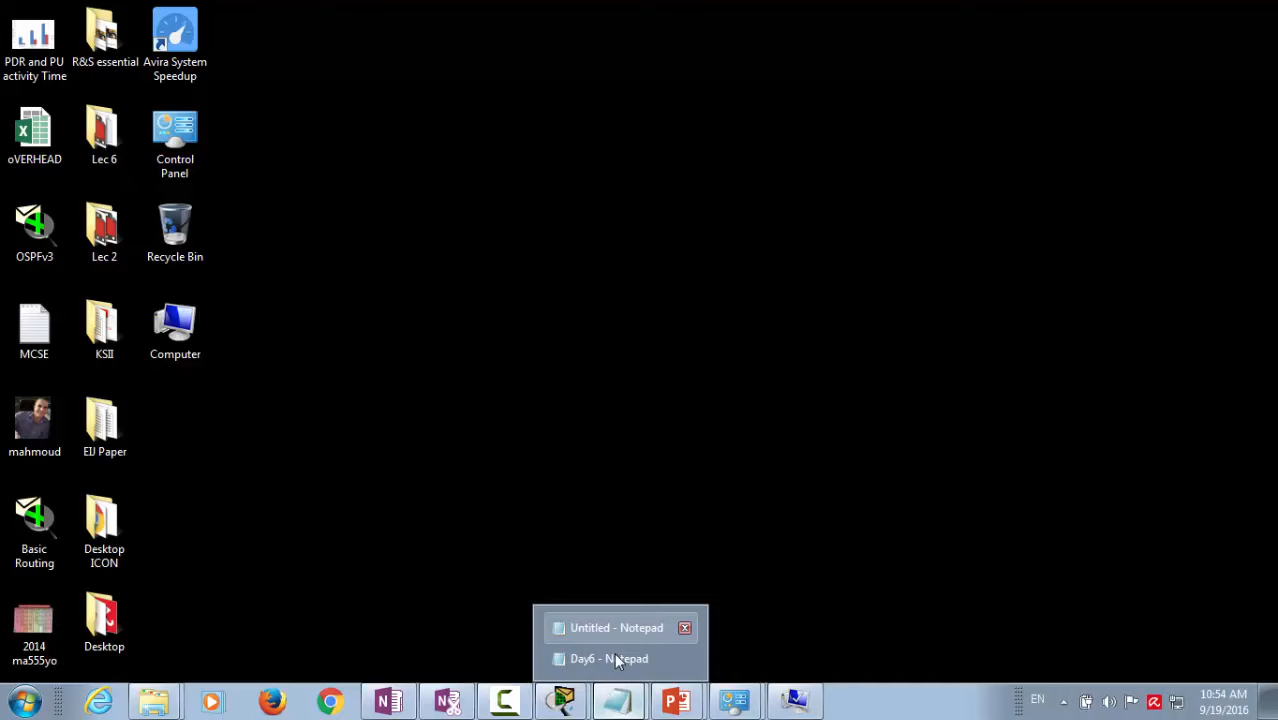 PDR and PU
activity Time
R&S essential
Avira System
Speedup
oVERHEAD
Lec 6
Control
Panel
OSPFv3
Lec 2
Recycle Bin
MCSE
KSII
Computer
mahmoud
EIJ Paper
Basic
Routing
Desktop
ICON
2014
ma555yo
Desktop
Untitled - Notepad
Day6 - Notepad
EN
10:54 AM
9/19/2016